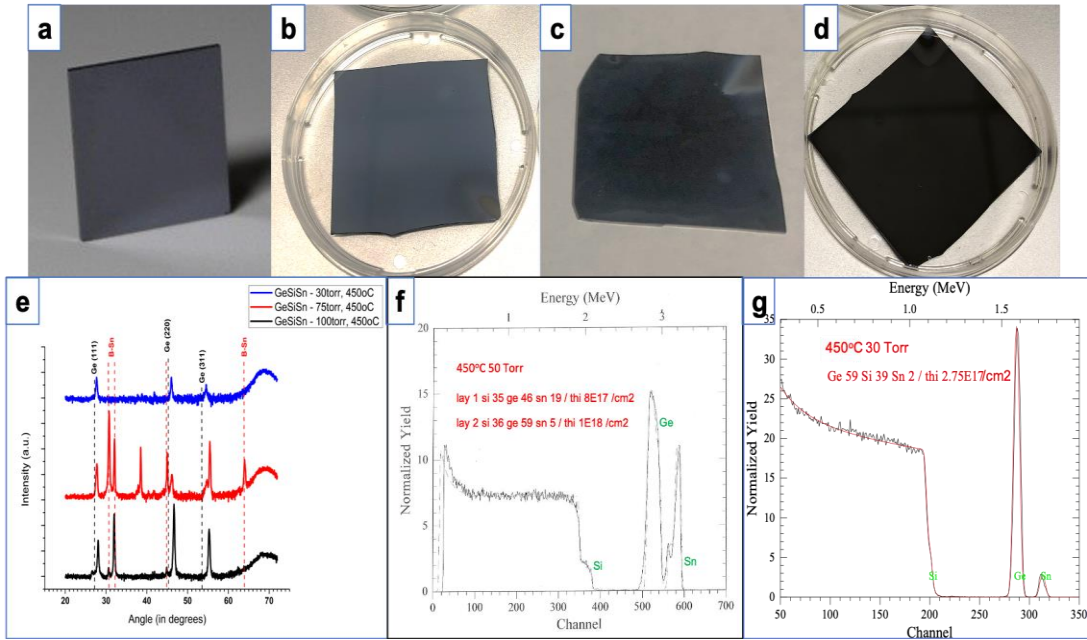 a
b
c
d
e
GeSiSn - 30torr, 450oC
GeSiSn - 75torr, 450oC
GeSiSn - 100torr, 450oC
Ge (111)
B-Sn
Ge (220)
Ge (311)
B-Sn
Intensity (a.u.)
20 30 40 50 60 70
Angle (in degrees)
f
Energy (MeV)
1 2 3
20
15
10
5
0
Normalized Yield
450ºC 50 Torr
lay 1 si 35 ge 46 sn 19 / thi 8E17 /cm2
lay 2 si 36 ge 59 sn 5 / thi 1E18 /cm2
Ge
Si
Sn
0 100 200 300 400 500 600 700
Channel
g
Energy (MeV)
0.5 1.0 1.5
35
30
25
20
15
10
5
0
Normalized Yield
450ºC 30 Torr
Ge 59 Si 39 Sn 2 / thi 2.75E17/cm2
Si
Ge
Sn
50 100 150 200 250 300 350
Channel